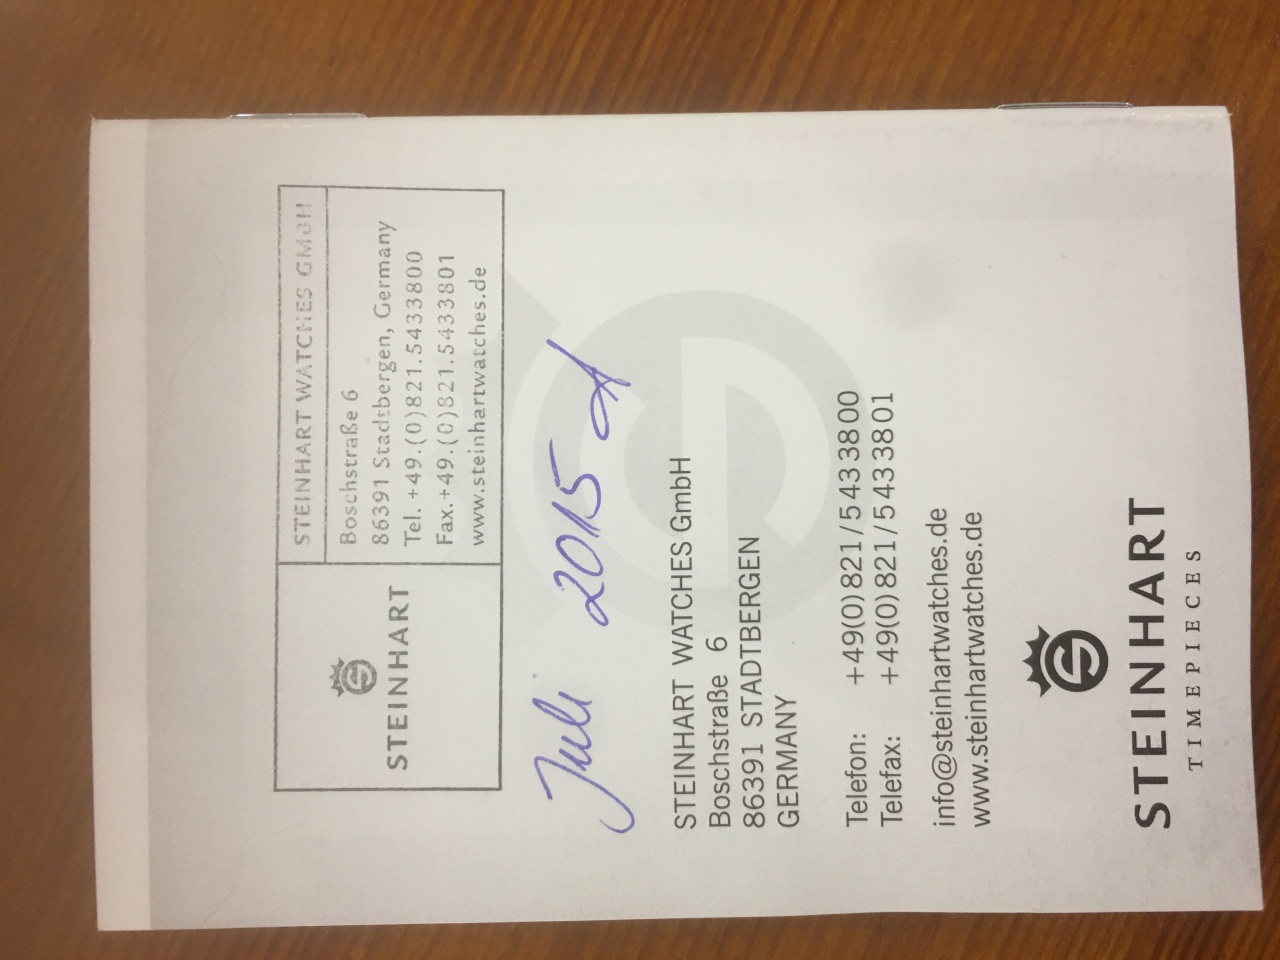 STEINHART
STEINHART WATCHES GMBH
Boschstraße 6
86391 Stadtbergen, Germany
Tel. +49.(0)821.5433800
Fax.+49.(0)821.5433801
www.steinhartwatches.de
Juli 2015
STEINHART WATCHES GmbH
Boschstraße 6
86391 STADTBERGEN
GERMANY
Telefon: +49(0)821/5433800
Telefax: +49(0)821/5433801
info@steinhartwatches.de
www.steinhartwatches.de
STEINHART
TIMEPIECES